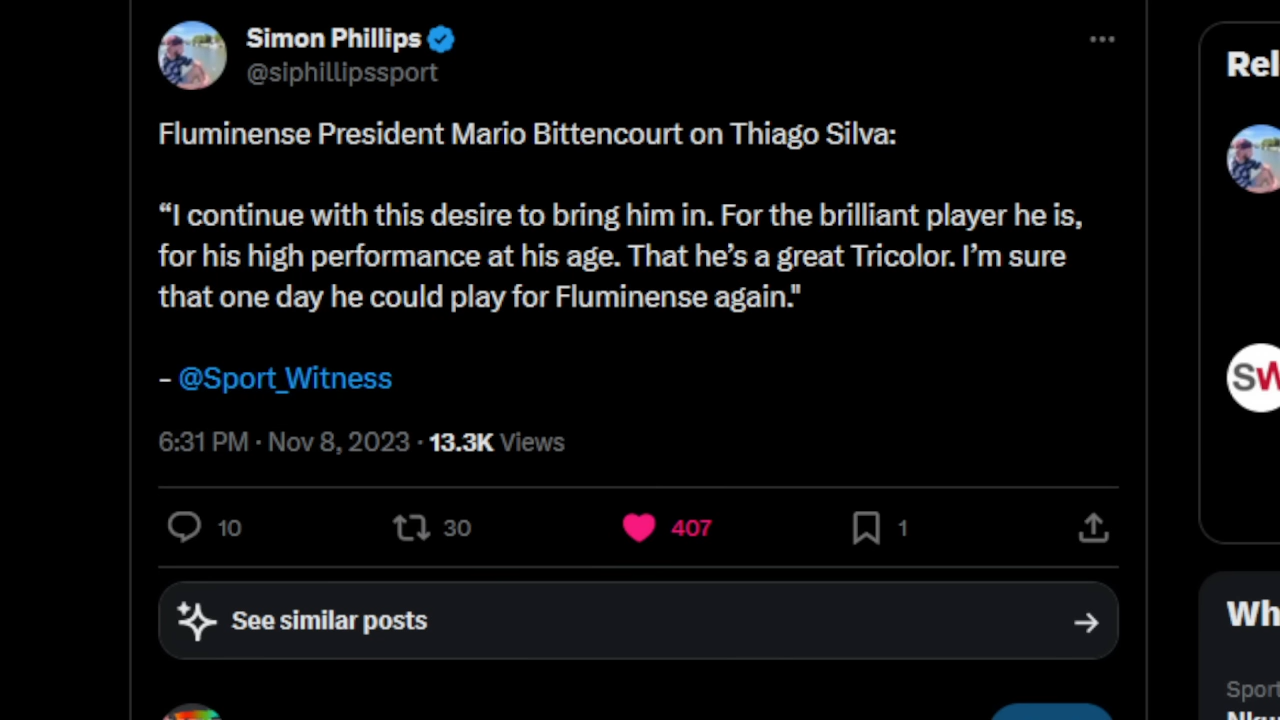 Simon Phillips
@siphillipssport
Fluminense President Mario Bittencourt on Thiago Silva:
“I continue with this desire to bring him in. For the brilliant player he is,
for his high performance at his age. That he’s a great Tricolor. I’m sure
that one day he could play for Fluminense again."
– @Sport_Witness
6:31 PM · Nov 8, 2023 · 13.3K Views
10 30 407 1
See similar posts
Rel
SW
Wh
Sport